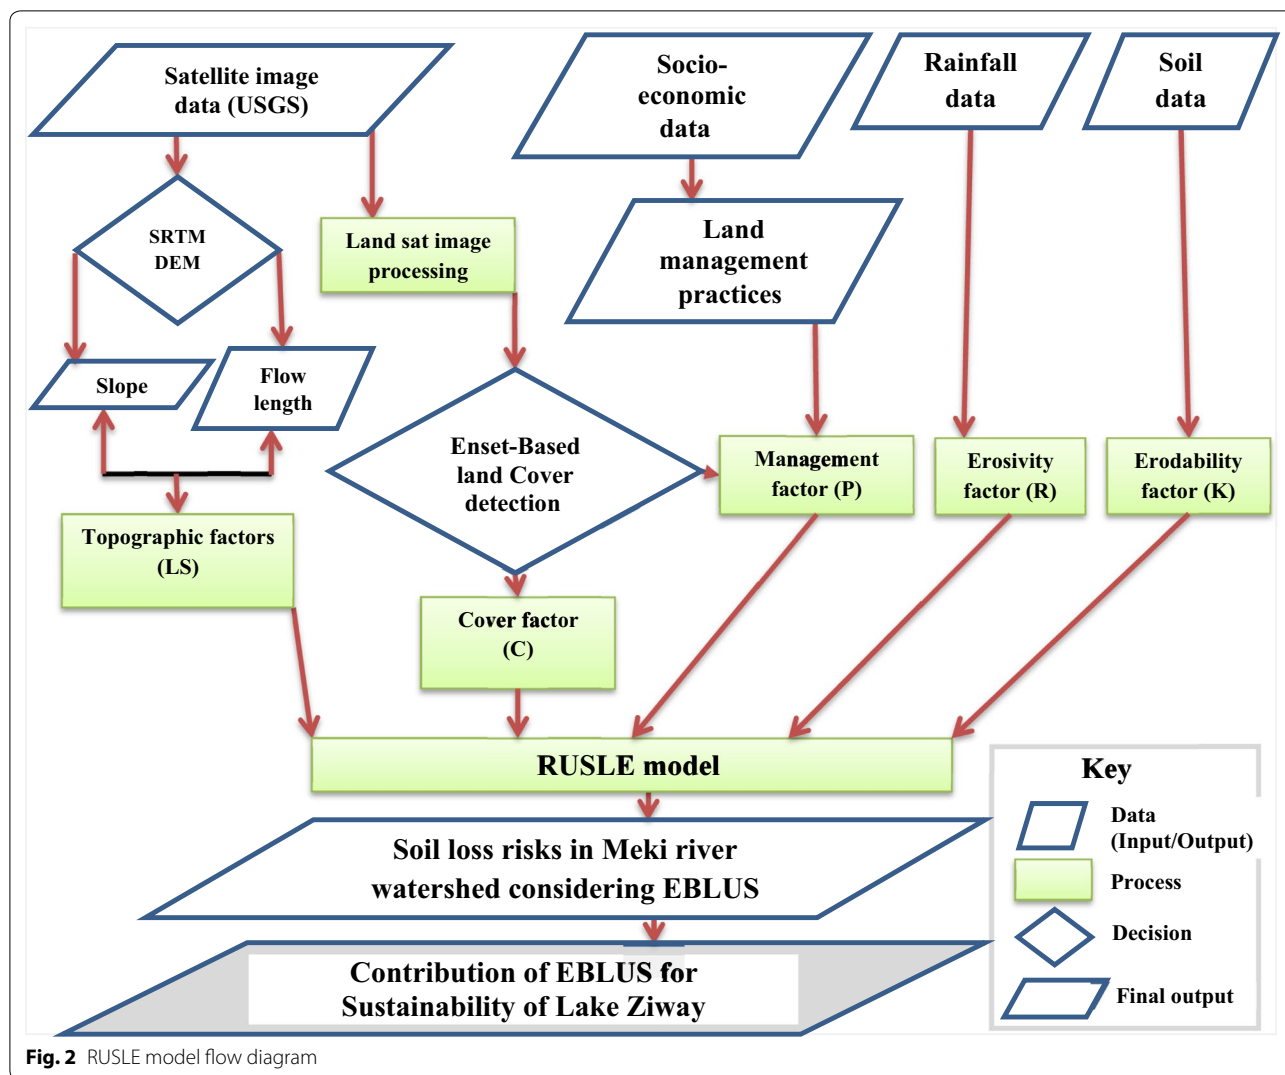 Satellite image
data (USGS)
Socio-
economic
data
Rainfall
data
Soil
data
SRTM
DEM
Land sat image
processing
Land
management
practices
Slope
Flow
length
Enset-Based
land Cover
detection
Management
factor (P)
Erosivity
factor (R)
Erodability
factor (K)
Topographic factors
(LS)
Cover factor
(C)
RUSLE model
Soil loss risks in Meki river
watershed considering EBLUS
Contribution of EBLUS for
Sustainability of Lake Ziway
Key
Data
(Input/Output)
Process
Decision
Final output
Fig. 2 RUSLE model flow diagram